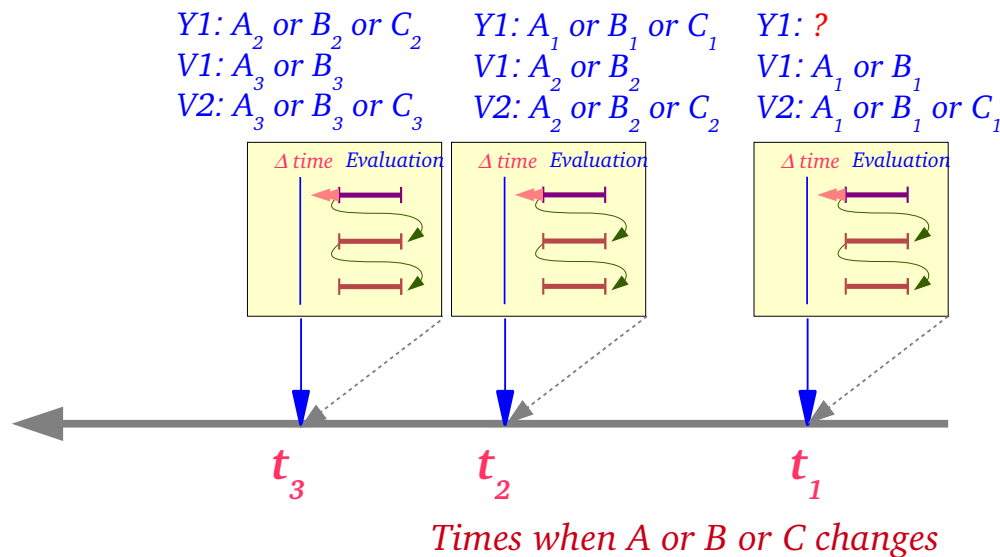 Y1: A₂ or B₂ or C₂
V1: A₃ or B₃
V2: A₃ or B₃ or C₃
Y1: A₁ or B₁ or C₁
V1: A₂ or B₂
V2: A₂ or B₂ or C₂
Y1: ?
V1: A₁ or B₁
V2: A₁ or B₁ or C₁
Δ time Evaluation
Δ time Evaluation
Δ time Evaluation
t₃
t₂
t₁
Times when A or B or C changes